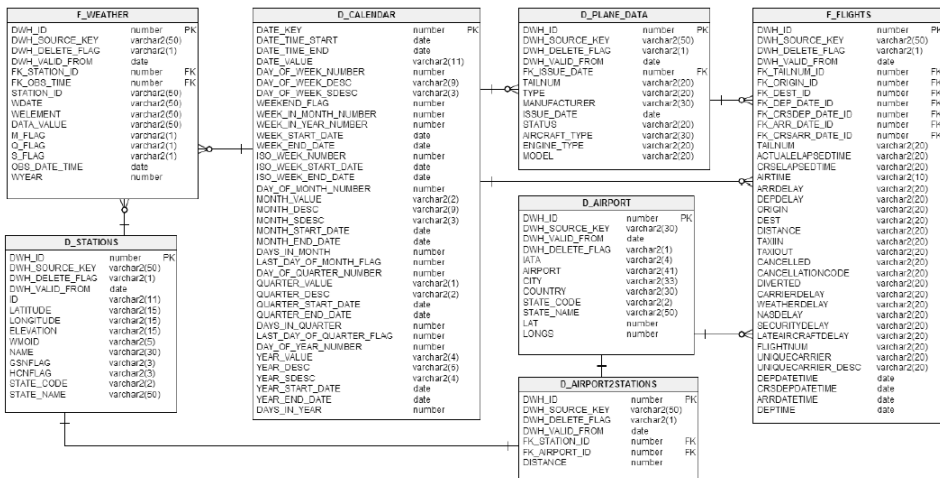 F_WEATHER
DWH_ID number PK
DWH_SOURCE_KEY varchar2(50)
DWH_DELETE_FLAG varchar2(1)
DWH_VALID_FROM date
FK_STATION_ID number FK
FK_OBS_TIME number FK
STATION_ID varchar2(50)
WDATE varchar2(50)
WELEMENT varchar2(50)
DATA_VALUE varchar2(50)
M_FLAG varchar2(1)
Q_FLAG varchar2(1)
S_FLAG varchar2(1)
OBS_DATE_TIME date
WYEAR number
D_STATIONS
DWH_ID number PK
DWH_SOURCE_KEY varchar2(50)
DWH_DELETE_FLAG varchar2(1)
DWH_VALID_FROM date
ID varchar2(11)
LATITUDE varchar2(15)
LONGITUDE varchar2(15)
ELEVATION varchar2(15)
WMOID varchar2(5)
NAME varchar2(30)
GSNFLAG varchar2(3)
HCNFLAG varchar2(3)
STATE_CODE varchar2(2)
STATE_NAME varchar2(50)
D_CALENDAR
DATE_KEY number PK
DATE_TIME_START date
DATE_TIME_END date
DATE_VALUE varchar2(11)
DAY_OF_WEEK_NUMBER number
DAY_OF_WEEK_DESC varchar2(9)
DAY_OF_WEEK_SDESC varchar2(3)
WEEKEND_FLAG number
WEEK_IN_MONTH_NUMBER number
WEEK_IN_YEAR_NUMBER number
WEEK_START_DATE date
WEEK_END_DATE date
ISO_WEEK_NUMBER number
ISO_WEEK_START_DATE date
ISO_WEEK_END_DATE date
DAY_OF_MONTH_NUMBER number
MONTH_VALUE varchar2(2)
MONTH_DESC varchar2(9)
MONTH_SDESC varchar2(3)
MONTH_START_DATE date
MONTH_END_DATE date
DAYS_IN_MONTH number
LAST_DAY_OF_MONTH_FLAG number
DAY_OF_QUARTER_NUMBER number
QUARTER_VALUE varchar2(1)
QUARTER_DESC varchar2(2)
QUARTER_START_DATE date
QUARTER_END_DATE date
DAYS_IN_QUARTER number
LAST_DAY_OF_QUARTER_FLAG number
DAY_OF_YEAR_NUMBER number
YEAR_VALUE varchar2(4)
YEAR_DESC varchar2(5)
YEAR_SDESC varchar2(4)
YEAR_START_DATE date
YEAR_END_DATE date
DAYS_IN_YEAR number
D_PLANE_DATA
DWH_ID number PK
DWH_SOURCE_KEY varchar2(50)
DWH_DELETE_FLAG varchar2(1)
DWH_VALID_FROM date
FK_ISSUE_DATE number FK
TAILNUM varchar2(20)
TYPE varchar2(20)
MANUFACTURER varchar2(30)
ISSUE_DATE date
STATUS varchar2(20)
AIRCRAFT_TYPE varchar2(30)
ENGINE_TYPE varchar2(20)
MODEL varchar2(20)
D_AIRPORT
DWH_ID number PK
DWH_SOURCE_KEY varchar2(30)
DWH_VALID_FROM date
DWH_DELETE_FLAG varchar2(1)
IATA varchar2(4)
AIRPORT varchar2(41)
CITY varchar2(33)
COUNTRY varchar2(30)
STATE_CODE varchar2(2)
STATE_NAME varchar2(50)
LAT number
LONGS number
D_AIRPORT2STATIONS
DWH_ID number PK
DWH_SOURCE_KEY varchar2(50)
DWH_DELETE_FLAG varchar2(1)
DWH_VALID_FROM date
FK_STATION_ID number FK
FK_AIRPORT_ID number FK
DISTANCE number
F_FLIGHTS
DWH_ID number PK
DWH_SOURCE_KEY varchar2(50)
DWH_DELETE_FLAG varchar2(1)
DWH_VALID_FROM date
FK_TAILNUM_ID number FK
FK_ORIGIN_ID number FK
FK_DEST_ID number FK
FK_DEP_DATE_ID number FK
FK_CRSDEP_DATE_ID number FK
FK_ARR_DATE_ID number FK
FK_CRSARR_DATE_ID number FK
TAILNUM varchar2(20)
ACTUALELAPSEDTIME varchar2(20)
CRSELAPSEDTIME varchar2(20)
AIRTIME varchar2(10)
ARRDELAY varchar2(20)
DEPDELAY varchar2(20)
ORIGIN varchar2(20)
DEST varchar2(20)
DISTANCE varchar2(20)
TAXIIN varchar2(20)
TAXIOUT varchar2(20)
CANCELLED varchar2(20)
CANCELLATIONCODE varchar2(20)
DIVERTED varchar2(20)
CARRIERDELAY varchar2(20)
WEATHERDELAY varchar2(20)
NASDELAY varchar2(20)
SECURITYDELAY varchar2(20)
LATEAIRCRAFTDELAY varchar2(20)
FLIGHTNUM varchar2(20)
UNIQUECARRIER varchar2(20)
UNIQUECARRIER_DESC varchar2(20)
DEPDATETIME date
CRSDEPDATETIME date
ARRDATETIME date
DEPTIME date